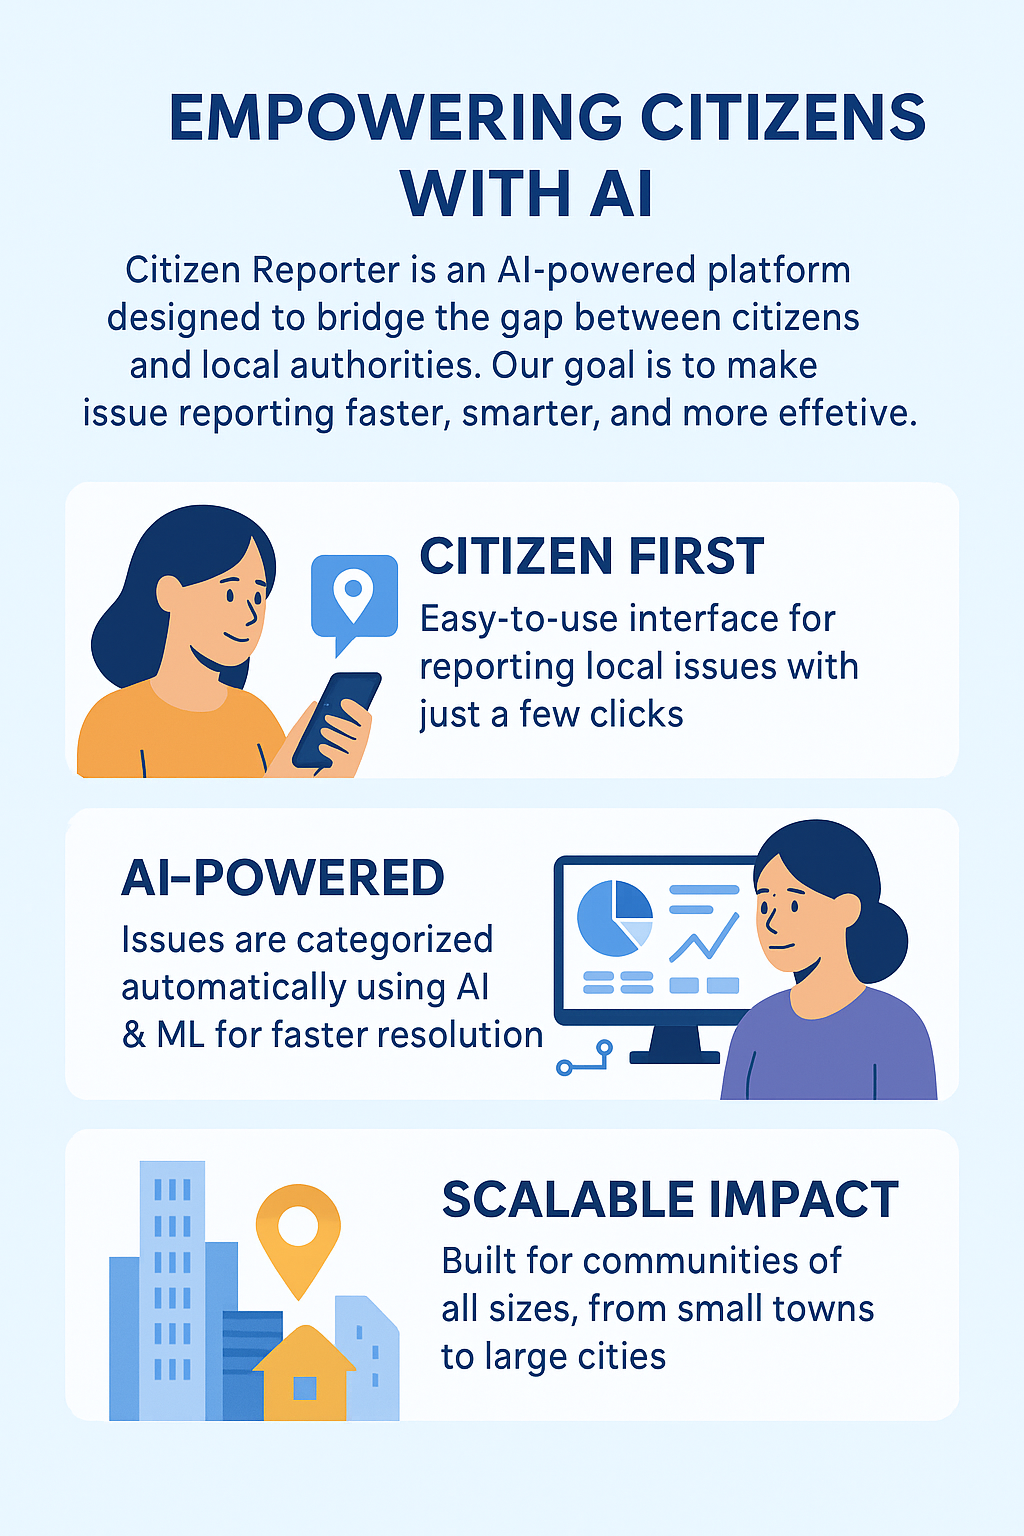 EMPOWERING CITIZENS
WITH AI
Citizen Reporter is an AI-powered platform
designed to bridge the gap between citizens
and local authorities. Our goal is to make
issue reporting faster, smarter, and more effetive.
CITIZEN FIRST
Easy-to-use interface for
reporting local issues with
just a few clicks
AI-POWERED
Issues are categorized
automatically using AI
& ML for faster resolution
SCALABLE IMPACT
Built for communities of
all sizes, from small towns
to large cities